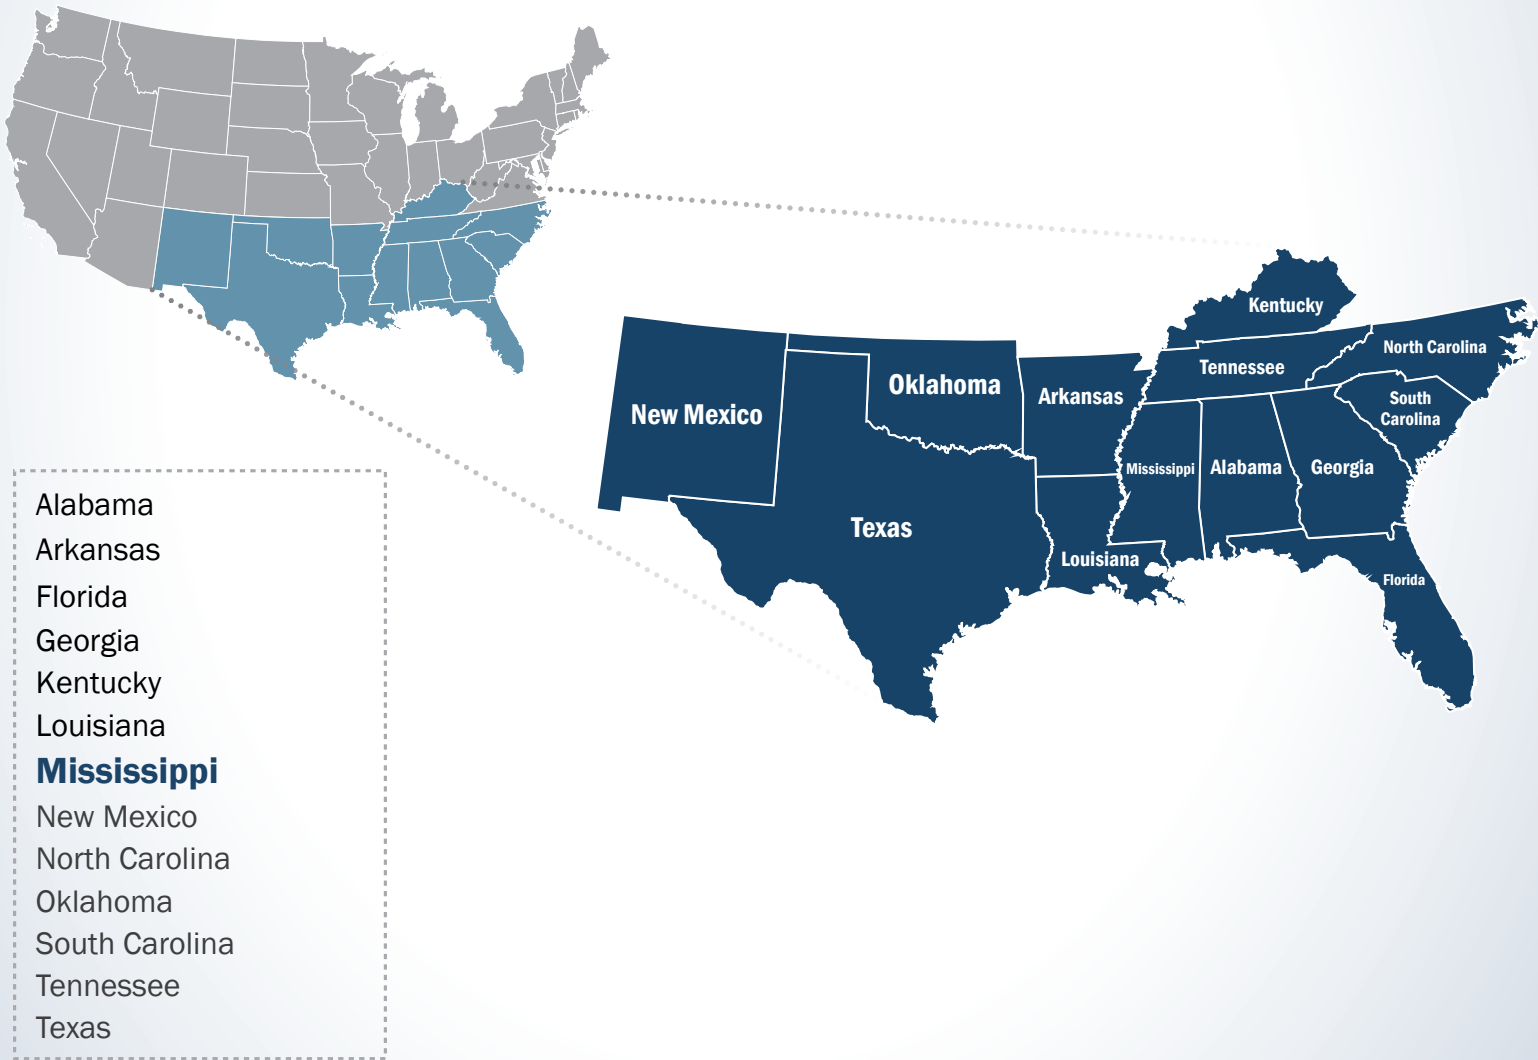 Kentucky
North Carolina
Tennessee
Oklahoma
Arkansas
South
Carolina
New Mexico
Mississippi
Alabama
Georgia
Texas
Louisiana
Florida
Alabama
Arkansas
Florida
Georgia
Kentucky
Louisiana
Mississippi
New Mexico
North Carolina
Oklahoma
South Carolina
Tennessee
Texas